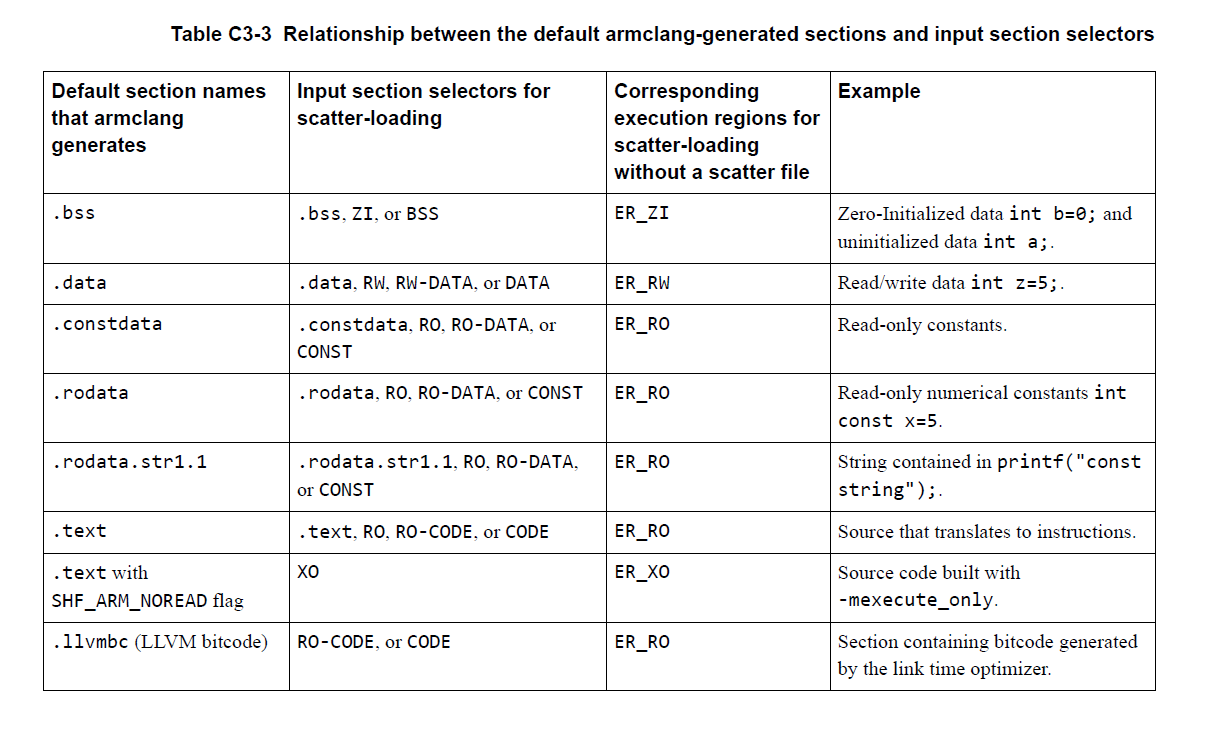 Table C3-3 Relationship between the default armclang-generated sections and input section selectors
Default section names
that armclang
generates
Input section selectors for
scatter-loading
Corresponding
execution regions for
scatter-loading
without a scatter file
Example
.bss
.bss, ZI, or BSS
ER_ZI
Zero-Initialized data int b=0; and
uninitialized data int a;.
.data
.data, RW, RW-DATA, or DATA
ER_RW
Read/write data int z=5;.
.constdata
.constdata, RO, RO-DATA, or
CONST
ER_RO
Read-only constants.
.rodata
.rodata, RO, RO-DATA, or CONST
ER_RO
Read-only numerical constants int
const x=5.
.rodata.str1.1
.rodata.str1.1, RO, RO-DATA,
or CONST
ER_RO
String contained in printf("const
string");.
.text
.text, RO, RO-CODE, or CODE
ER_RO
Source that translates to instructions.
.text with
SHF_ARM_NOREAD flag
XO
ER_XO
Source code built with
-mexecute_only.
.llvmbc (LLVM bitcode)
RO-CODE, or CODE
ER_RO
Section containing bitcode generated
by the link time optimizer.